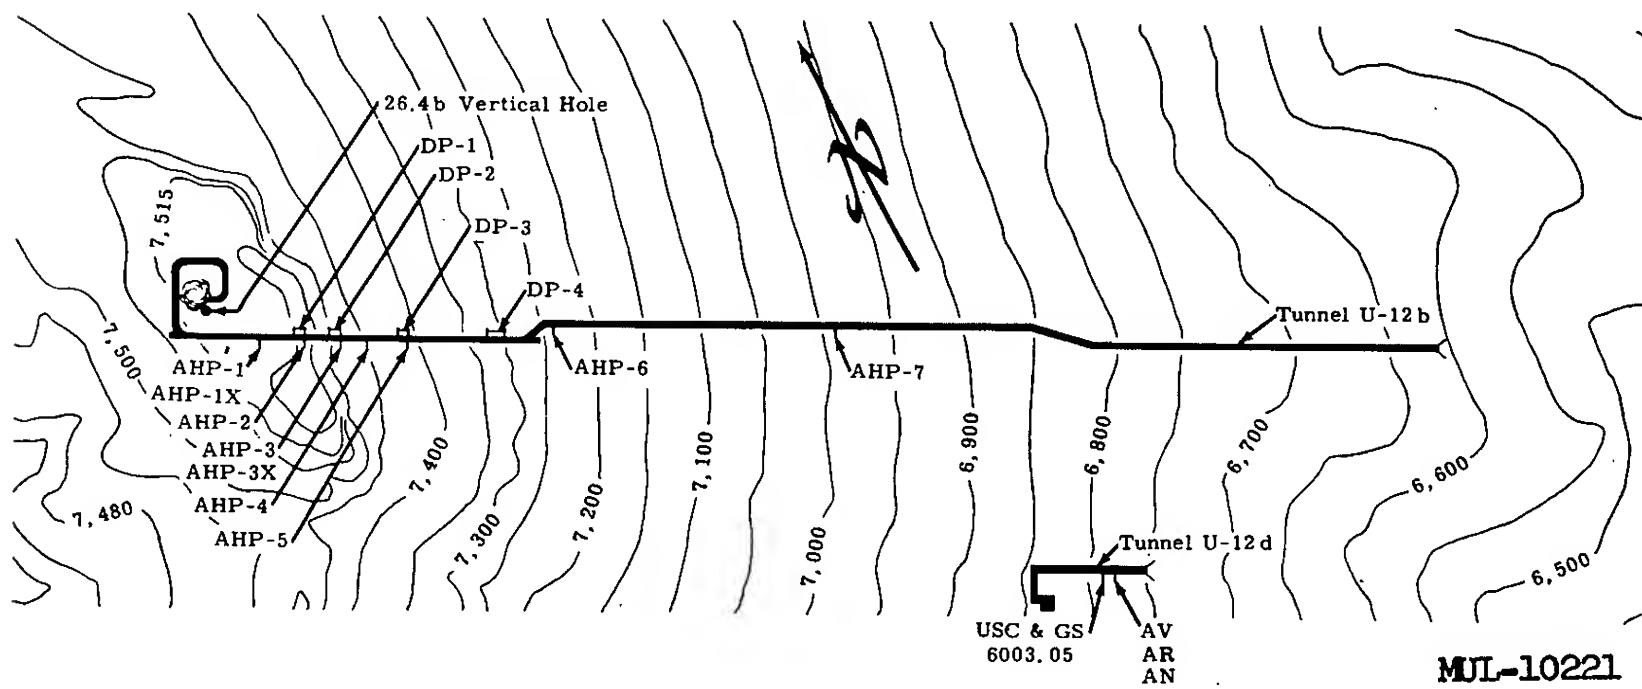 26.4b Vertical Hole
DP-1
DP-2
DP-3
DP-4
7,515
7,500
7,480
AHP-1
AHP-1X
AHP-2
AHP-3
AHP-3X
AHP-4
AHP-5
AHP-6
AHP-7
7,400
7,300
7,200
7,100
7,000
6,900
6,800
6,700
6,600
6,500
N
Tunnel U-12b
Tunnel U-12d
USC & GS
6003.05
AV
AR
AN
MUL-10221